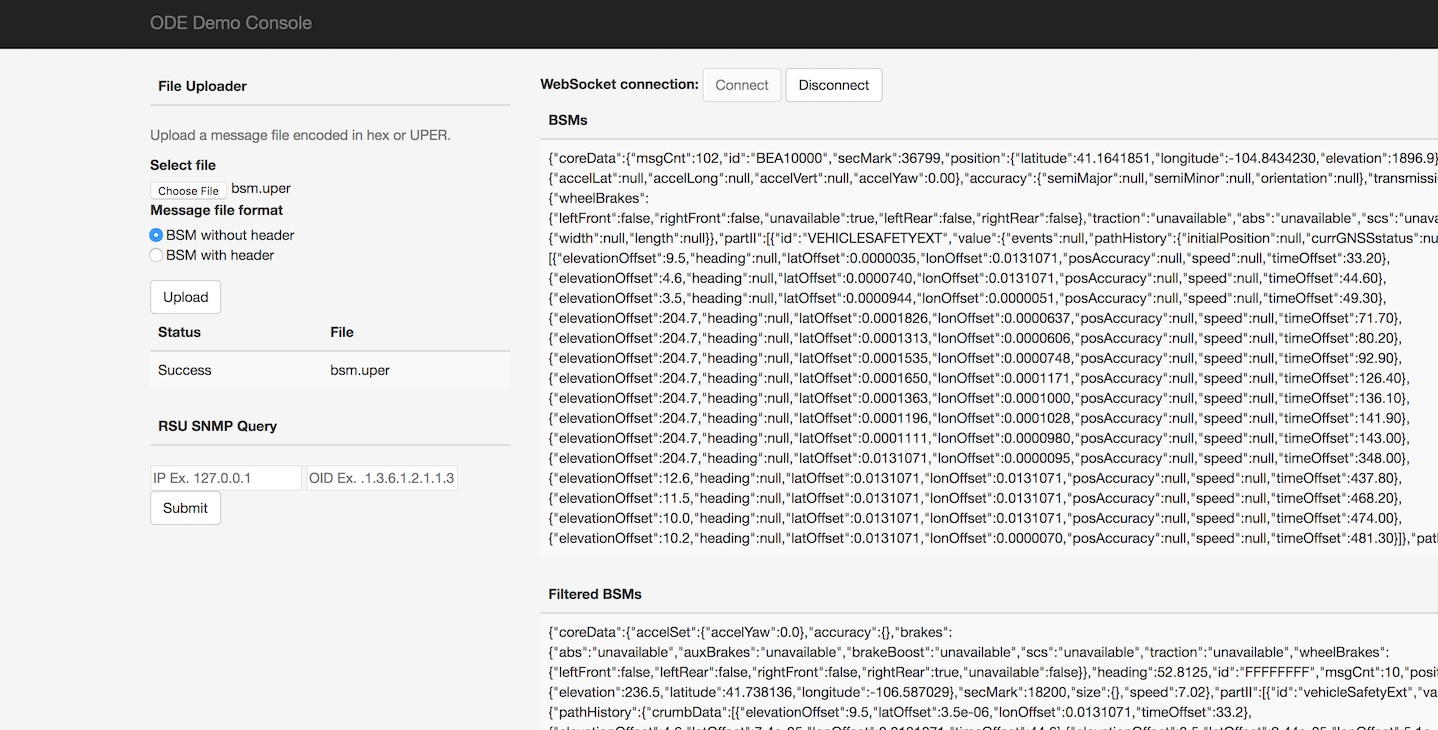 ODE Demo Console
File Uploader
Upload a message file encoded in hex or UPER.
Select file
Choose File bsm.uper
Message file format
BSM without header
BSM with header
Upload
Status File
Success bsm.uper
RSU SNMP Query
IP Ex. 127.0.0.1 OID Ex. .1.3.6.1.2.1.1.3
Submit
WebSocket connection: Connect Disconnect
BSMs
{"coreData":{"msgCnt":102,"id":"BEA10000","secMark":36799,"position":{"latitude":41.1641851,"longitude":-104.8434230,"elevation":1896.9}
{"accelLat":null,"accelLong":null,"accelVert":null,"accelYaw":0.00},"accuracy":{"semiMajor":null,"semiMinor":null,"orientation":null},"transmissi
{"wheelBrakes":
{"leftFront":false,"rightFront":false,"unavailable":true,"leftRear":false,"rightRear":false},"traction":"unavailable","abs":"unavailable","scs":"unava
{"width":null,"length":null}},"partII":[{"id":"VEHICLESAFETYEXT","value":{"events":null,"pathHistory":{"initialPosition":null,"currGNSSstatus":nu
[{"elevationOffset":9.5,"heading":null,"latOffset":0.0000035,"lonOffset":0.0131071,"posAccuracy":null,"speed":null,"timeOffset":33.20},
{"elevationOffset":4.6,"heading":null,"latOffset":0.0000740,"lonOffset":0.0131071,"posAccuracy":null,"speed":null,"timeOffset":44.60},
{"elevationOffset":3.5,"heading":null,"latOffset":0.0000944,"lonOffset":0.0000051,"posAccuracy":null,"speed":null,"timeOffset":49.30},
{"elevationOffset":204.7,"heading":null,"latOffset":0.0001826,"lonOffset":0.0000637,"posAccuracy":null,"speed":null,"timeOffset":71.70},
{"elevationOffset":204.7,"heading":null,"latOffset":0.0001313,"lonOffset":0.0000606,"posAccuracy":null,"speed":null,"timeOffset":80.20},
{"elevationOffset":204.7,"heading":null,"latOffset":0.0001535,"lonOffset":0.0000748,"posAccuracy":null,"speed":null,"timeOffset":92.90},
{"elevationOffset":204.7,"heading":null,"latOffset":0.0001650,"lonOffset":0.0001171,"posAccuracy":null,"speed":null,"timeOffset":126.40},
{"elevationOffset":204.7,"heading":null,"latOffset":0.0001363,"lonOffset":0.0001000,"posAccuracy":null,"speed":null,"timeOffset":136.10},
{"elevationOffset":204.7,"heading":null,"latOffset":0.0001196,"lonOffset":0.0001028,"posAccuracy":null,"speed":null,"timeOffset":141.90},
{"elevationOffset":204.7,"heading":null,"latOffset":0.0001111,"lonOffset":0.0000980,"posAccuracy":null,"speed":null,"timeOffset":143.00},
{"elevationOffset":204.7,"heading":null,"latOffset":0.0131071,"lonOffset":0.0000095,"posAccuracy":null,"speed":null,"timeOffset":348.00},
{"elevationOffset":12.6,"heading":null,"latOffset":0.0131071,"lonOffset":0.0131071,"posAccuracy":null,"speed":null,"timeOffset":437.80},
{"elevationOffset":11.5,"heading":null,"latOffset":0.0131071,"lonOffset":0.0131071,"posAccuracy":null,"speed":null,"timeOffset":468.20},
{"elevationOffset":10.0,"heading":null,"latOffset":0.0131071,"lonOffset":0.0131071,"posAccuracy":null,"speed":null,"timeOffset":474.00},
{"elevationOffset":10.2,"heading":null,"latOffset":0.0131071,"lonOffset":0.0000070,"posAccuracy":null,"speed":null,"timeOffset":481.30}]},"pat
Filtered BSMs
{"coreData":{"accelSet":{"accelYaw":0.0},"accuracy":{},"brakes":
{"abs":"unavailable","auxBrakes":"unavailable","brakeBoost":"unavailable","scs":"unavailable","traction":"unavailable","wheelBrakes":
{"leftFront":false,"leftRear":false,"rightFront":false,"rightRear":true,"unavailable":false}},"heading":52.8125,"id":"FFFFFFFF","msgCnt":10,"posit
{"elevation":236.5,"latitude":41.738136,"longitude":-106.587029},"secMark":18200,"size":{},"speed":7.02},"partII":[{"id":"vehicleSafetyExt","va
{"pathHistory":{"crumbData":[{"elevationOffset":9.5,"latOffset":3.5e-06,"lonOffset":0.0131071,"timeOffset":33.2},